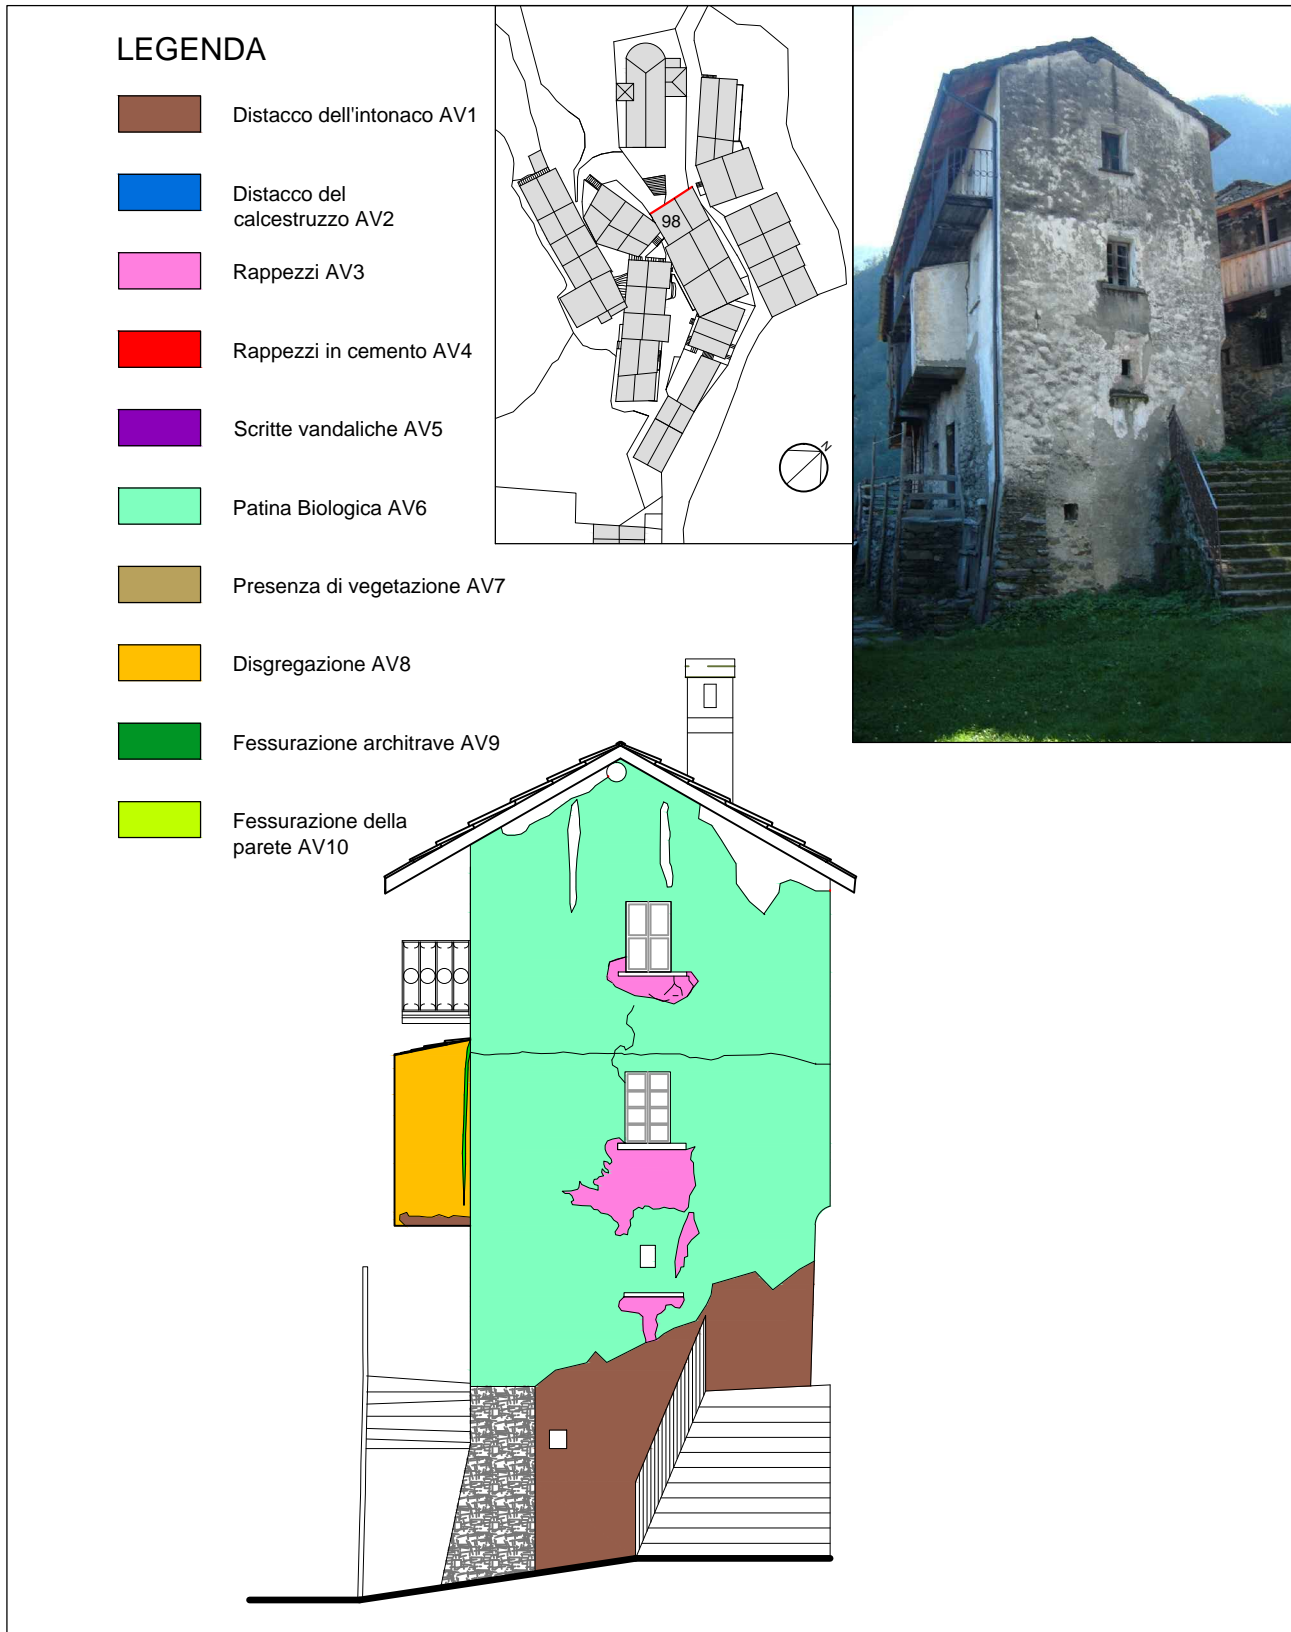 LEGENDA
Distacco dell'intonaco AV1
Distacco del
calcestruzzo AV2
Rappezzi AV3
Rappezzi in cemento AV4
Scritte vandaliche AV5
Patina Biologica AV6
Presenza di vegetazione AV7
Disgregazione AV8
Fessurazione architrave AV9
Fessurazione della
parete AV10
98
N